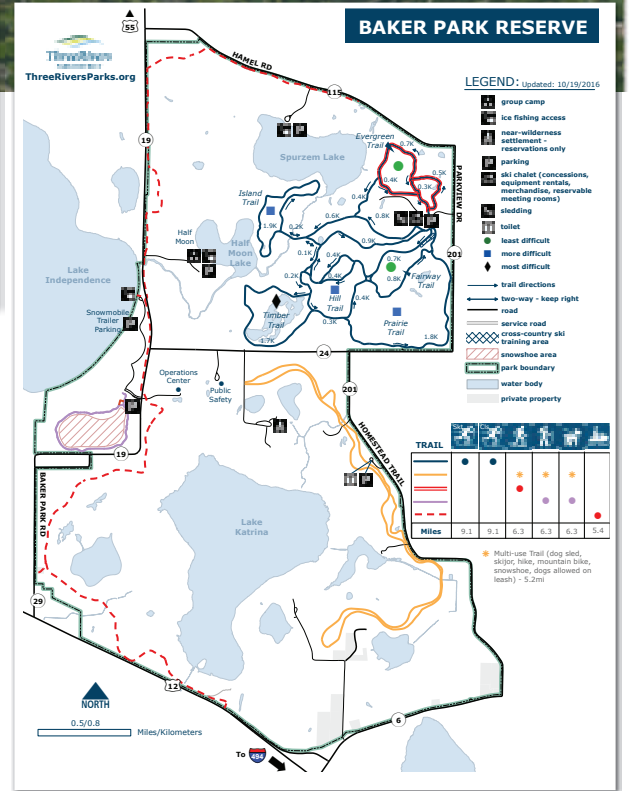 BAKER PARK RESERVE
55
ThreeRivers
ThreeRiversParks.org
HAMEL RD
115
LEGEND: Updated: 10/19/2016
group camp
ice fishing access
near-wilderness
settlement -
reservations only
parking
ski chalet (concessions,
equipment rentals,
merchandise, reservable
meeting rooms)
sledding
toilet
least difficult
more difficult
most difficult
trail directions
two-way - keep right
road
service road
cross-country ski
training area
snowshoe area
park boundary
water body
private property
19
Evergreen
Trail
0.7K
Spurzem Lake
0.4K
0.5K
0.3K
PARKVIEW DR
Island
Trail
0.4K
1.9K
0.2K
0.6K
0.8K
0.9K
Half
Moon
Half
Moon
Lake
0.1K
0.4K
0.7K
201
Lake
Independence
0.2K
0.4K
0.8K
Fairway
Trail
Hill
Trail
0.4K
Snowmobile
Trailer
Parking
Timber
Trail
0.3K
Prairie
Trail
1.7K
1.8K
24
Operations
Center
Public
Safety
201
HOMESTEAD TRAIL
19
BAKER PARK RD
Lake
Katrina
TRAIL
Miles 9.1 9.1 6.3 6.3 6.3 5.4
Multi-use Trail (dog sled,
skijor, hike, mountain bike,
snowshoe, dogs allowed on
leash) - 5.2mi
29
12
NORTH
0.5/0.8
Miles/Kilometers
6
To 494